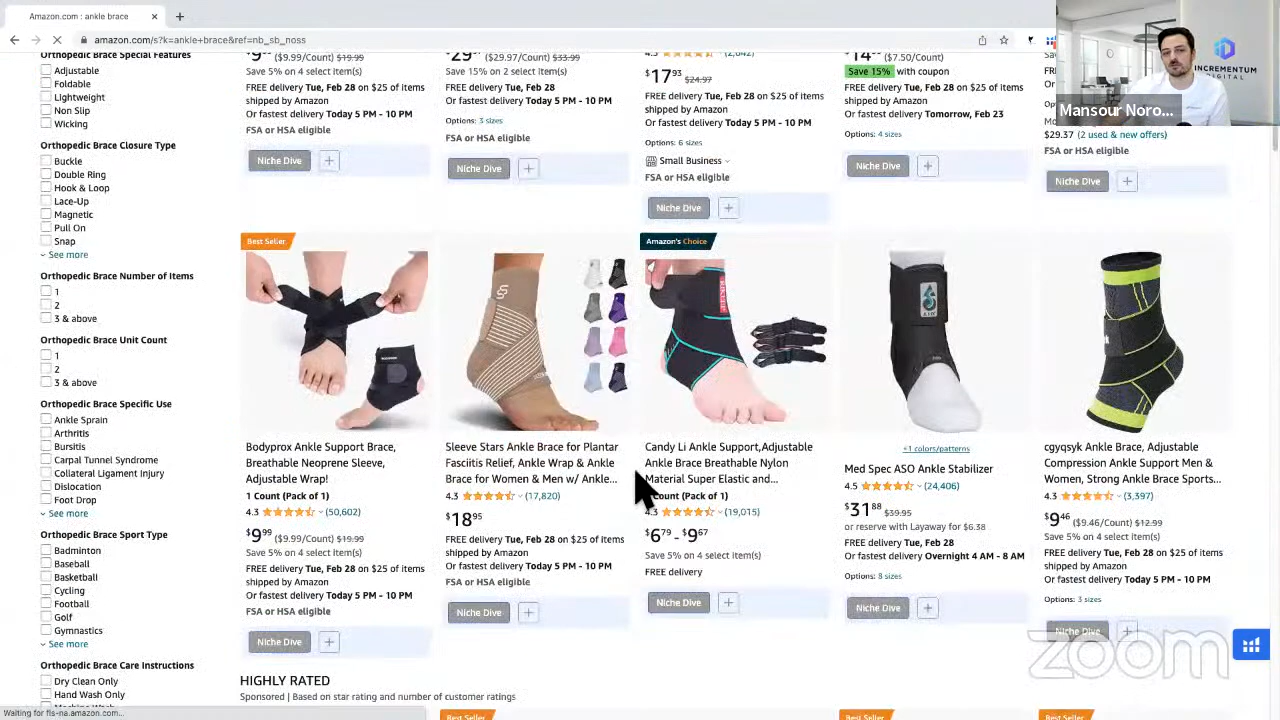 Amazon.com : ankle brace
amazon.com/s?k=ankle+brace&ref=nb_sb_noss
INCREMENTUM
DIGITAL
Mansour Noro...
Orthopedic Brace Special Features
Adjustable
Foldable
Lightweight
Non Slip
Wicking
Orthopedic Brace Closure Type
Buckle
Double Ring
Hook & Loop
Lace-Up
Magnetic
Pull On
Snap
See more
Orthopedic Brace Number of Items
1
2
3 & above
Orthopedic Brace Unit Count
1
2
3 & above
Orthopedic Brace Specific Use
Ankle Sprain
Arthritis
Bursitis
Carpal Tunnel Syndrome
Collateral Ligament Injury
Dislocation
Foot Drop
See more
Orthopedic Brace Sport Type
Badminton
Baseball
Basketball
Cycling
Football
Golf
Gymnastics
See more
Orthopedic Brace Care Instructions
Dry Clean Only
Hand Wash Only
($9.99/Count) $19.95
Save 5% on 4 select item(s)
FREE delivery Tue, Feb 28 on $25 of items
shipped by Amazon
Or fastest delivery Today 5 PM - 10 PM
FSA or HSA eligible
Niche Dive
($29.97/Count) $33.99
Save 15% on 2 select item(s)
FREE delivery Tue, Feb 28
Or fastest delivery Today 5 PM - 10 PM
Options: 3 sizes
FSA or HSA eligible
Niche Dive
$17 93 $24.97
FREE delivery Tue, Feb 28 on $25 of items
shipped by Amazon
Or fastest delivery Today 5 PM - 10 PM
Options: 6 sizes
Small Business
FSA or HSA eligible
Niche Dive
($7.50/Count)
Save 15% with coupon
FREE delivery Tue, Feb 28 on $25 of items
shipped by Amazon
Or fastest delivery Tomorrow, Feb 23
Options: 4 sizes
Niche Dive
$29.37 (2 used & new offers)
FSA or HSA eligible
Niche Dive
Best Seller
Bodyprox Ankle Support Brace,
Breathable Neoprene Sleeve,
Adjustable Wrap!
1 Count (Pack of 1)
4.3 (50,602)
$9 99 ($9.99/Count) $19.99
Save 5% on 4 select item(s)
FREE delivery Tue, Feb 28 on $25 of items
shipped by Amazon
Or fastest delivery Today 5 PM - 10 PM
FSA or HSA eligible
Niche Dive
Sleeve Stars Ankle Brace for Plantar
Fasciitis Relief, Ankle Wrap & Ankle
Brace for Women & Men w/ Ankle...
4.3 (17,820)
$18 95
FREE delivery Tue, Feb 28 on $25 of items
shipped by Amazon
Or fastest delivery Today 5 PM - 10 PM
FSA or HSA eligible
Niche Dive
Amazon's Choice
Candy Li Ankle Support,Adjustable
Ankle Brace Breathable Nylon
Material Super Elastic and...
Count (Pack of 1)
4.3 (19,015)
$6 79 - $9 67
Save 5% on 4 select item(s)
FREE delivery
Niche Dive
+1 colors/patterns
Med Spec ASO Ankle Stabilizer
4.5 (24,406)
$31 88 $39.95
or reserve with Layaway for $6.38
FREE delivery Tue, Feb 28
Or fastest delivery Overnight 4 AM - 8 AM
Options: 8 sizes
Niche Dive
cgyqsyk Ankle Brace, Adjustable
Compression Ankle Support Men &
Women, Strong Ankle Brace Sports...
4.3 (3,397)
$9 46 ($9.46/Count) $12.99
Save 5% on 4 select item(s)
FREE delivery Tue, Feb 28 on $25 of items
shipped by Amazon
Or fastest delivery Today 5 PM - 10 PM
Options: 3 sizes
Niche Dive
HIGHLY RATED
Sponsored | Based on star rating and number of customer ratings
Best Seller
Best Seller
Best Seller
Waiting for fls-na.amazon.com...
zoom